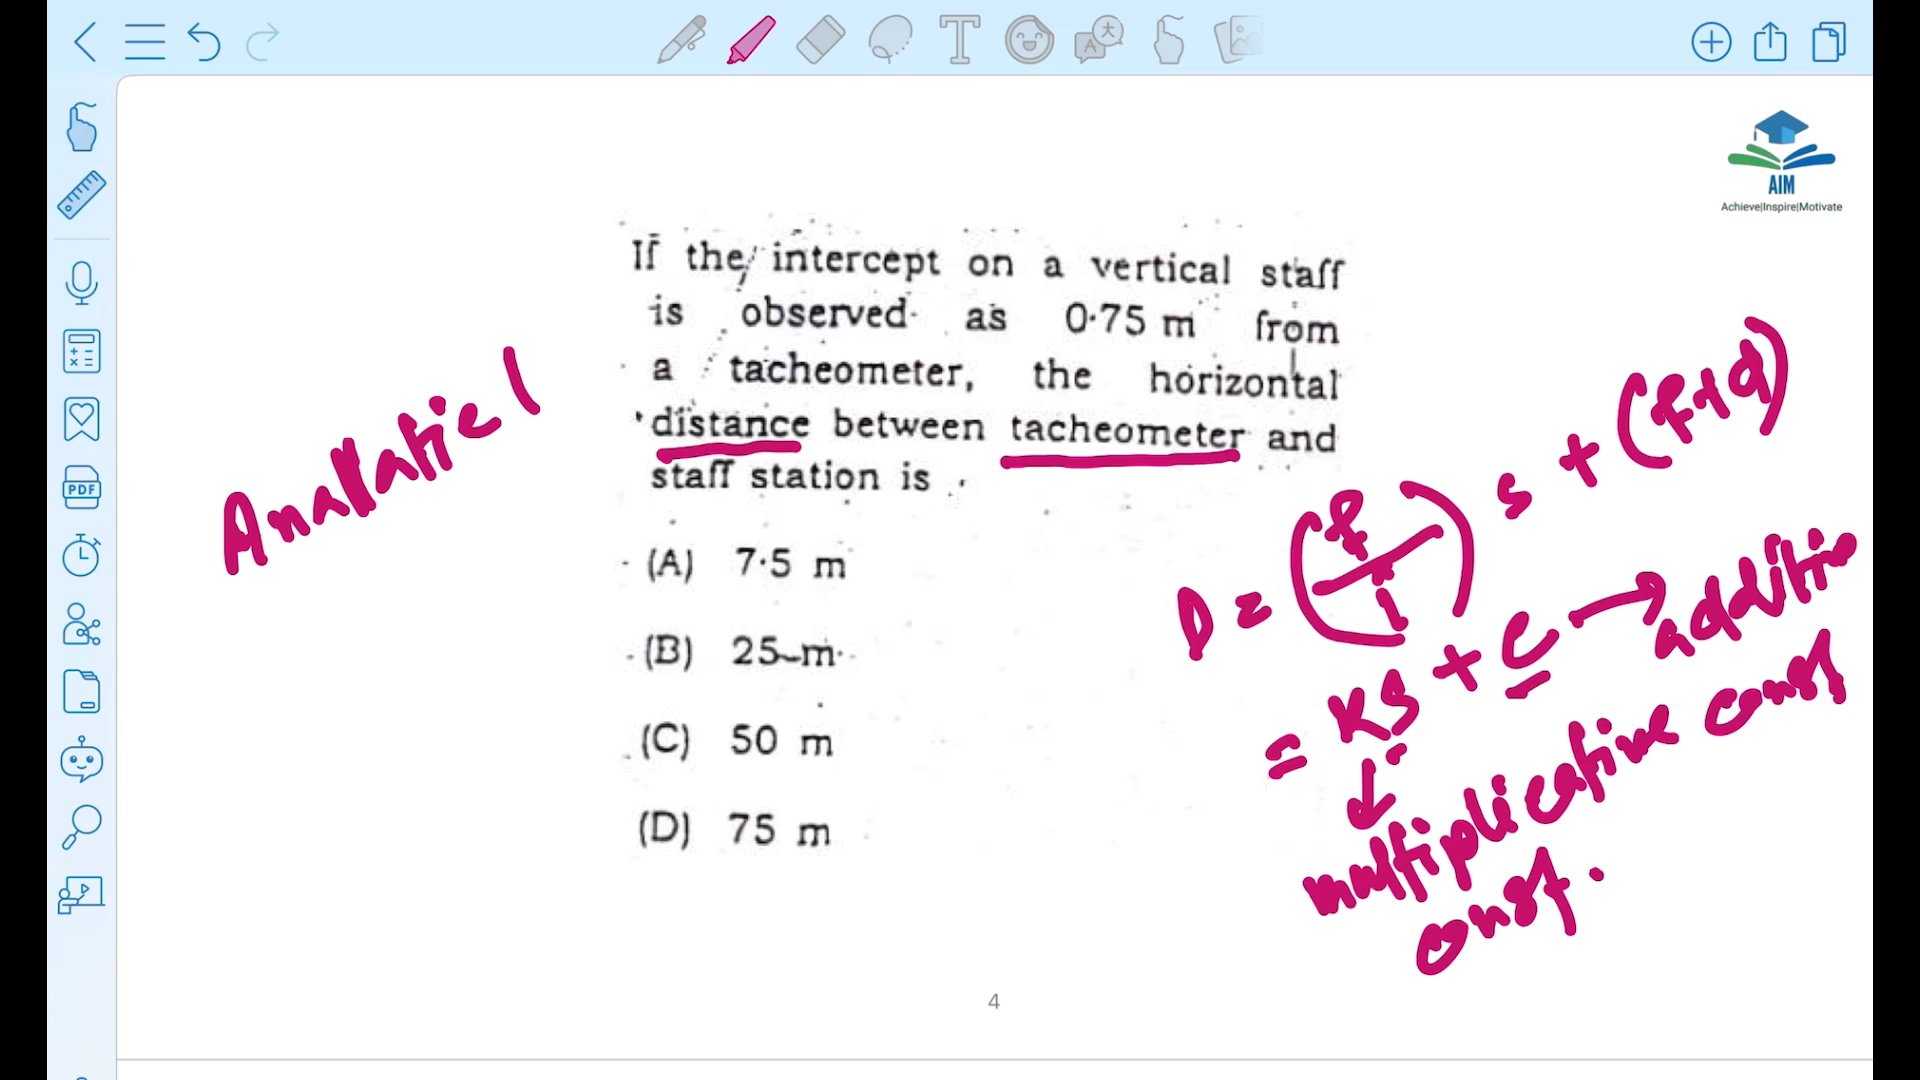 AIM
Achieve|Inspire|Motivate
If the intercept on a vertical staff
is observed as 0·75 m from
a tacheometer, the horizontal
distance between tacheometer and
staff station is
(A) 7·5 m
(B) 25 m
(C) 50 m
(D) 75 m
D = (f/i) s + (f+d)
= KS + C → additive const
↓
multiplicative
const.
PDF
4